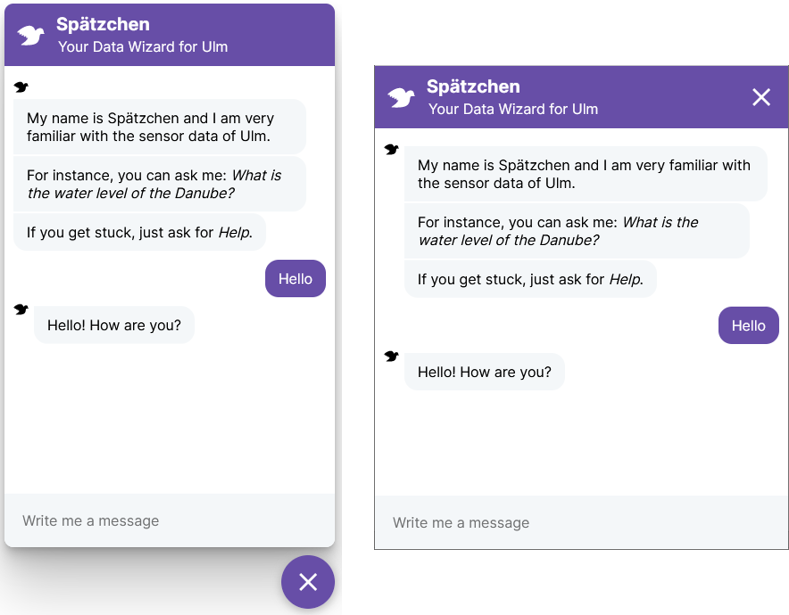 Spätzchen
Your Data Wizard for Ulm
My name is Spätzchen and I am very
familiar with the sensor data of Ulm.
For instance, you can ask me: What is
the water level of the Danube?
If you get stuck, just ask for Help.
Hello
Hello! How are you?
Write me a message
Spätzchen
Your Data Wizard for Ulm
My name is Spätzchen and I am very familiar with
the sensor data of Ulm.
For instance, you can ask me: What is the
water level of the Danube?
If you get stuck, just ask for Help.
Hello
Hello! How are you?
Write me a message